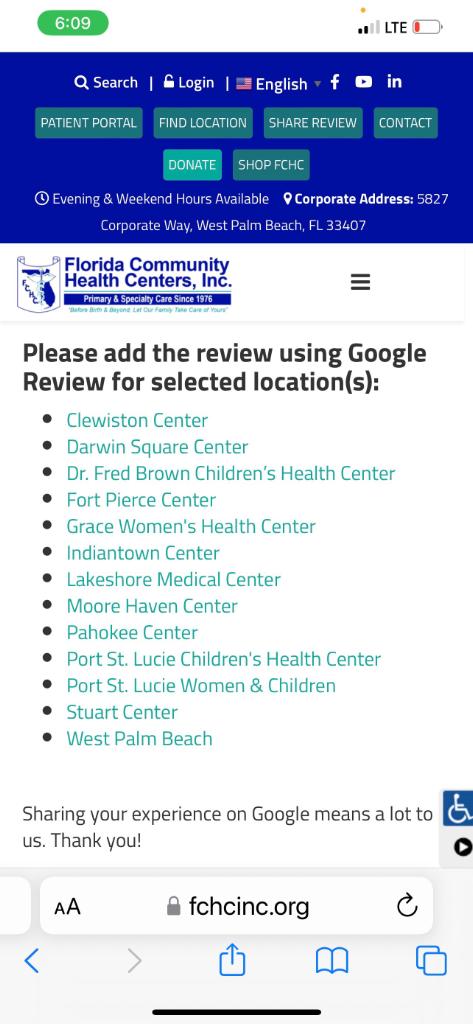 6:09
LTE
Search | Login | English
PATIENT PORTAL FIND LOCATION SHARE REVIEW CONTACT
DONATE SHOP FCHC
Evening & Weekend Hours Available Corporate Address: 5827
Corporate Way, West Palm Beach, FL 33407
Florida Community
Health Centers, Inc.
Primary & Specialty Care Since 1976
"Before Birth & Beyond. Let Our Family Take Care of Yours"
FCHC
Please add the review using Google
Review for selected location(s):
Clewiston Center
Darwin Square Center
Dr. Fred Brown Children’s Health Center
Fort Pierce Center
Grace Women's Health Center
Indiantown Center
Lakeshore Medical Center
Moore Haven Center
Pahokee Center
Port St. Lucie Children's Health Center
Port St. Lucie Women & Children
Stuart Center
West Palm Beach
Sharing your experience on Google means a lot to
us. Thank you!
AA fchcinc.org